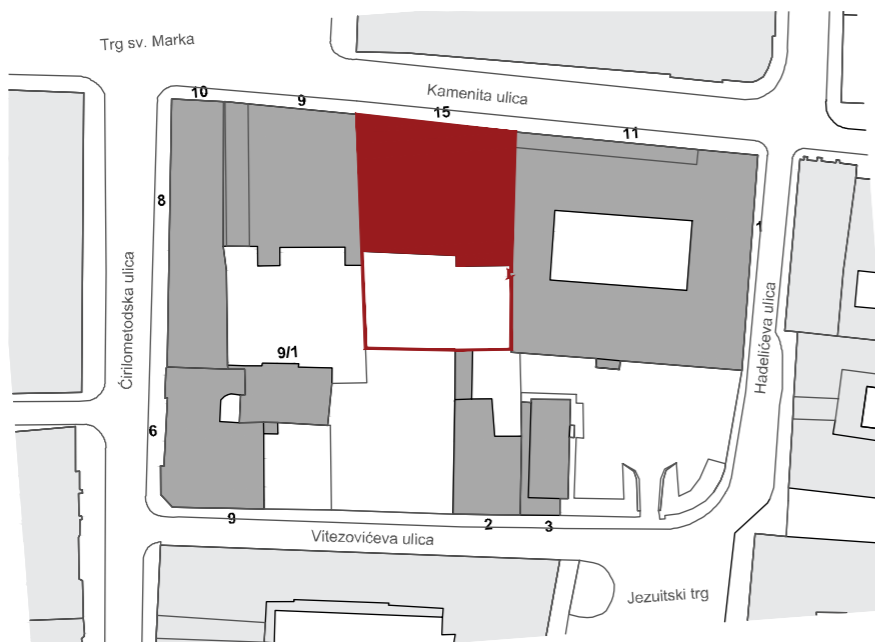 Trg sv. Marka
Kamenita ulica
10
9
15
11
8
1
Ćirilometodska ulica
Hadelićeva ulica
9/1
6
9
2
3
Vitezovićeva ulica
Jezuitski trg